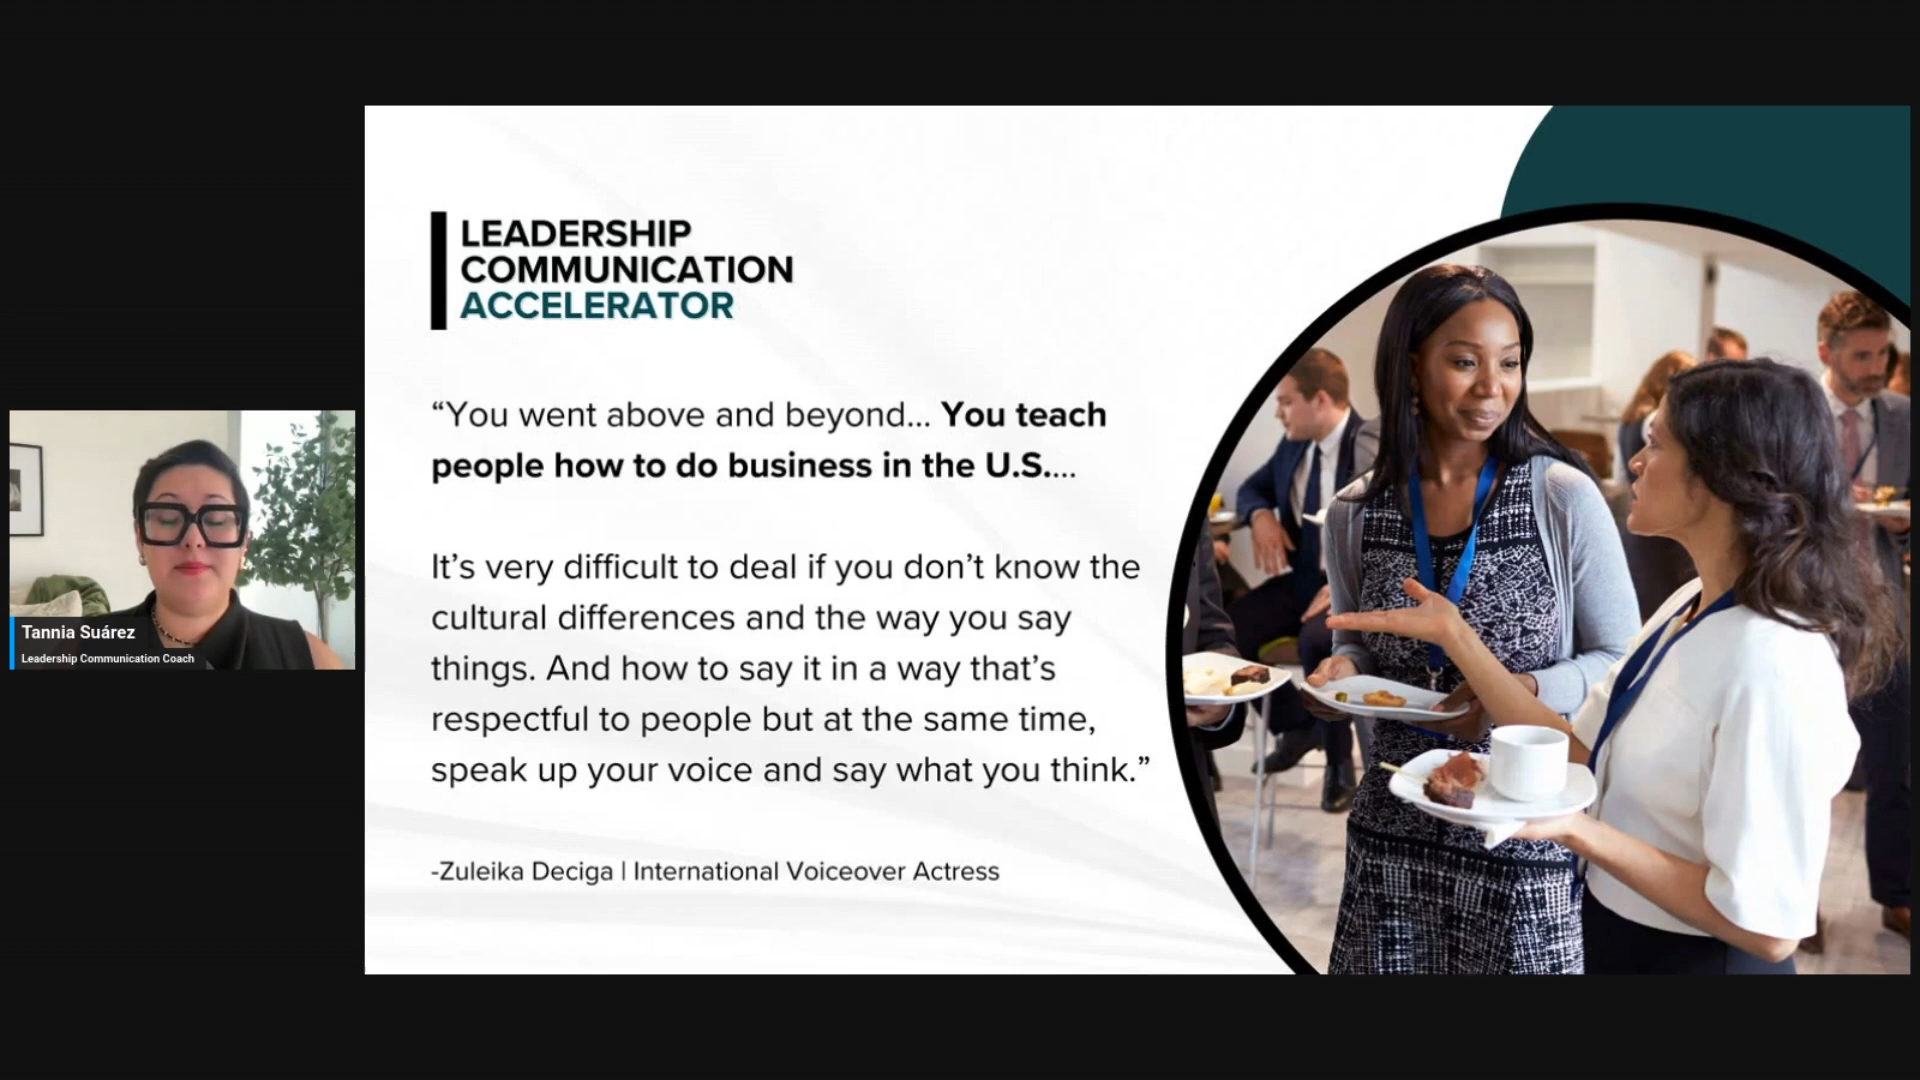 LEADERSHIP
COMMUNICATION
ACCELERATOR
“You went above and beyond... You teach
people how to do business in the U.S....
It’s very difficult to deal if you don’t know the
cultural differences and the way you say
things. And how to say it in a way that’s
respectful to people but at the same time,
speak up your voice and say what you think.”
-Zuleika Deciga | International Voiceover Actress
Tannia Suárez
Leadership Communication Coach